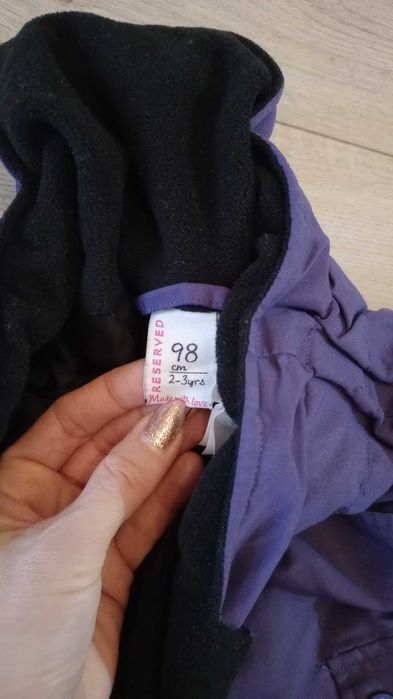 RESERVED
98
cm
2-3yrs
Made with love